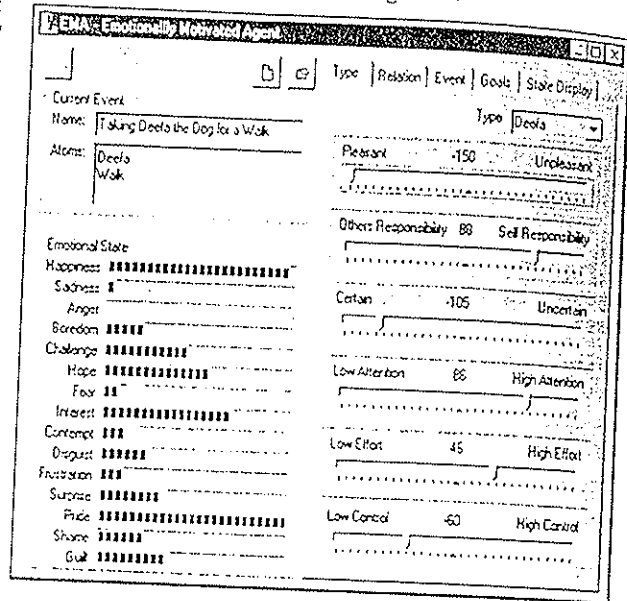 EMA - Emotionally Motivated Agent
Type Relation Event Goals State Display
Current Event
Name: Taking Deefa the Dog for a Walk
Atoms: Deefa
Walk
Type Deefa
Pleasant -150 Unpleasant
Others Responsibility 88 Self Responsibility
Certain -105 Uncertain
Low Attention 86 High Attention
Low Effort 45 High Effort
Low Control -60 High Control
Emotional State
Happiness
Sadness
Anger
Boredom
Challenge
Hope
Fear
Interest
Contempt
Disgust
Frustration
Surprise
Pride
Shame
Guilt